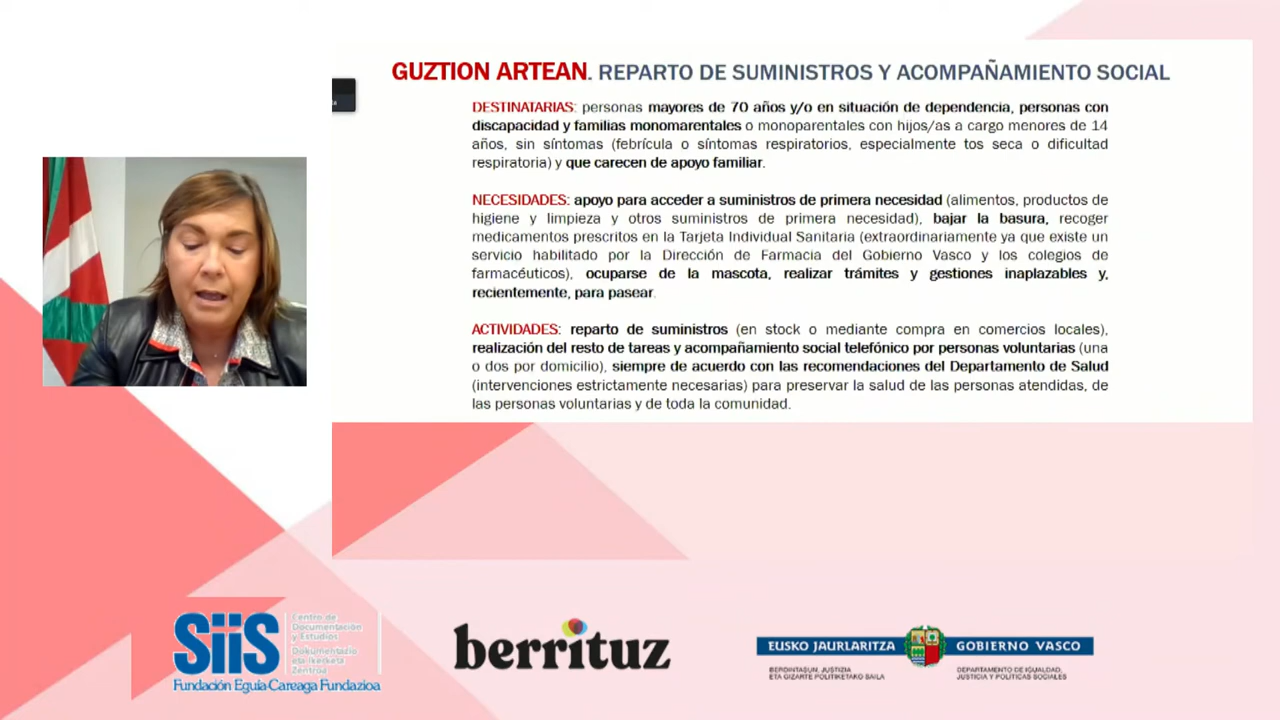 GUZTION ARTEAN. REPARTO DE SUMINISTROS Y ACOMPAÑAMIENTO SOCIAL
DESTINATARIAS: personas mayores de 70 años y/o en situación de dependencia, personas con
discapacidad y familias monomarentales o monoparentales con hijos/as a cargo menores de 14
años, sin síntomas (febrícula o síntomas respiratorios, especialmente tos seca o dificultad
respiratoria) y que carecen de apoyo familiar.
NECESIDADES: apoyo para acceder a suministros de primera necesidad (alimentos, productos de
higiene y limpieza y otros suministros de primera necesidad), bajar la basura, recoger
medicamentos prescritos en la Tarjeta Individual Sanitaria (extraordinariamente ya que existe un
servicio habilitado por la Dirección de Farmacia del Gobierno Vasco y los colegios de
farmacéuticos), ocuparse de la mascota, realizar trámites y gestiones inaplazables y,
recientemente, para pasear.
ACTIVIDADES: reparto de suministros (en stock o mediante compra en comercios locales),
realización del resto de tareas y acompañamiento social telefónico por personas voluntarias (una
o dos por domicilio), siempre de acuerdo con las recomendaciones del Departamento de Salud
(intervenciones estrictamente necesarias) para preservar la salud de las personas atendidas, de
las personas voluntarias y de toda la comunidad.
SiiS
Centro de
Documentación
y Estudios
Dokumentazio
eta Ikerketa
Zentroa
Fundación Eguía-Careaga Fundazioa
berrituz
EUSKO JAURLARITZA
GOBIERNO VASCO
BERDINTASUN, JUSTIZIA
ETA GIZARTE POLITIKETAKO SAILA
DEPARTAMENTO DE IGUALDAD,
JUSTICIA Y POLÍTICAS SOCIALES